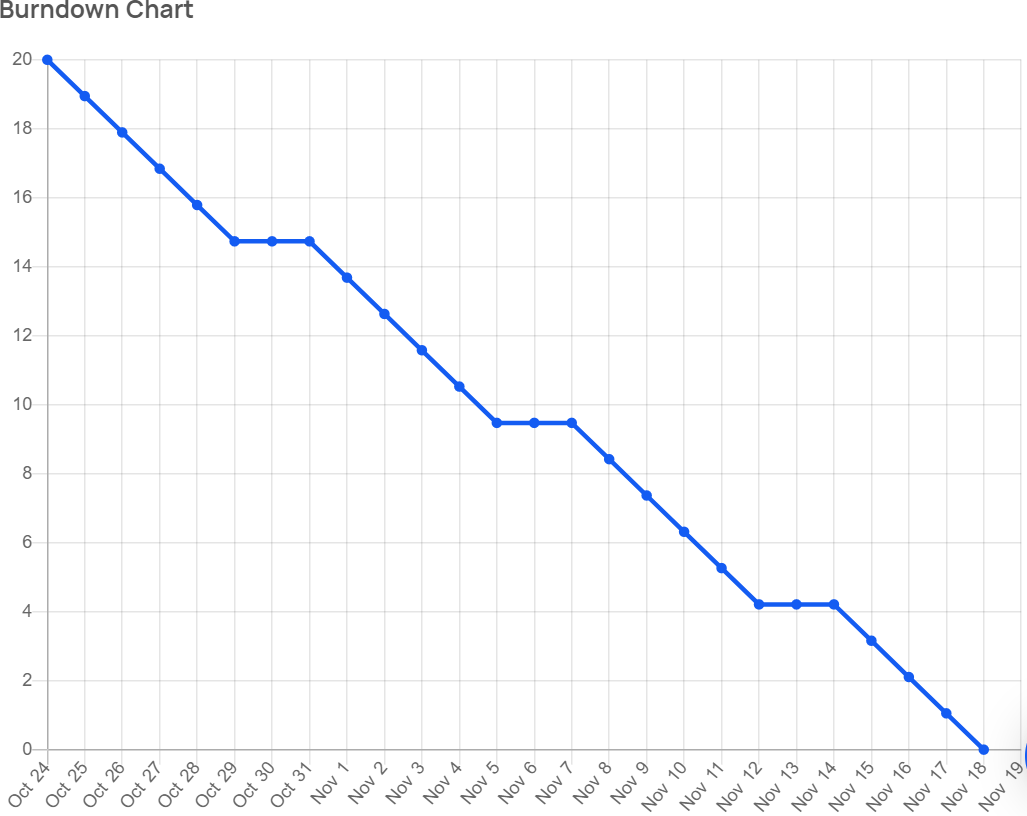 Burndown Chart
20
18
16
14
12
10
8
6
4
2
0
Oct 24
Oct 25
Oct 26
Oct 27
Oct 28
Oct 29
Oct 30
Oct 31
Nov 1
Nov 2
Nov 3
Nov 4
Nov 5
Nov 6
Nov 7
Nov 8
Nov 9
Nov 10
Nov 11
Nov 12
Nov 13
Nov 14
Nov 15
Nov 16
Nov 17
Nov 18
Nov 19